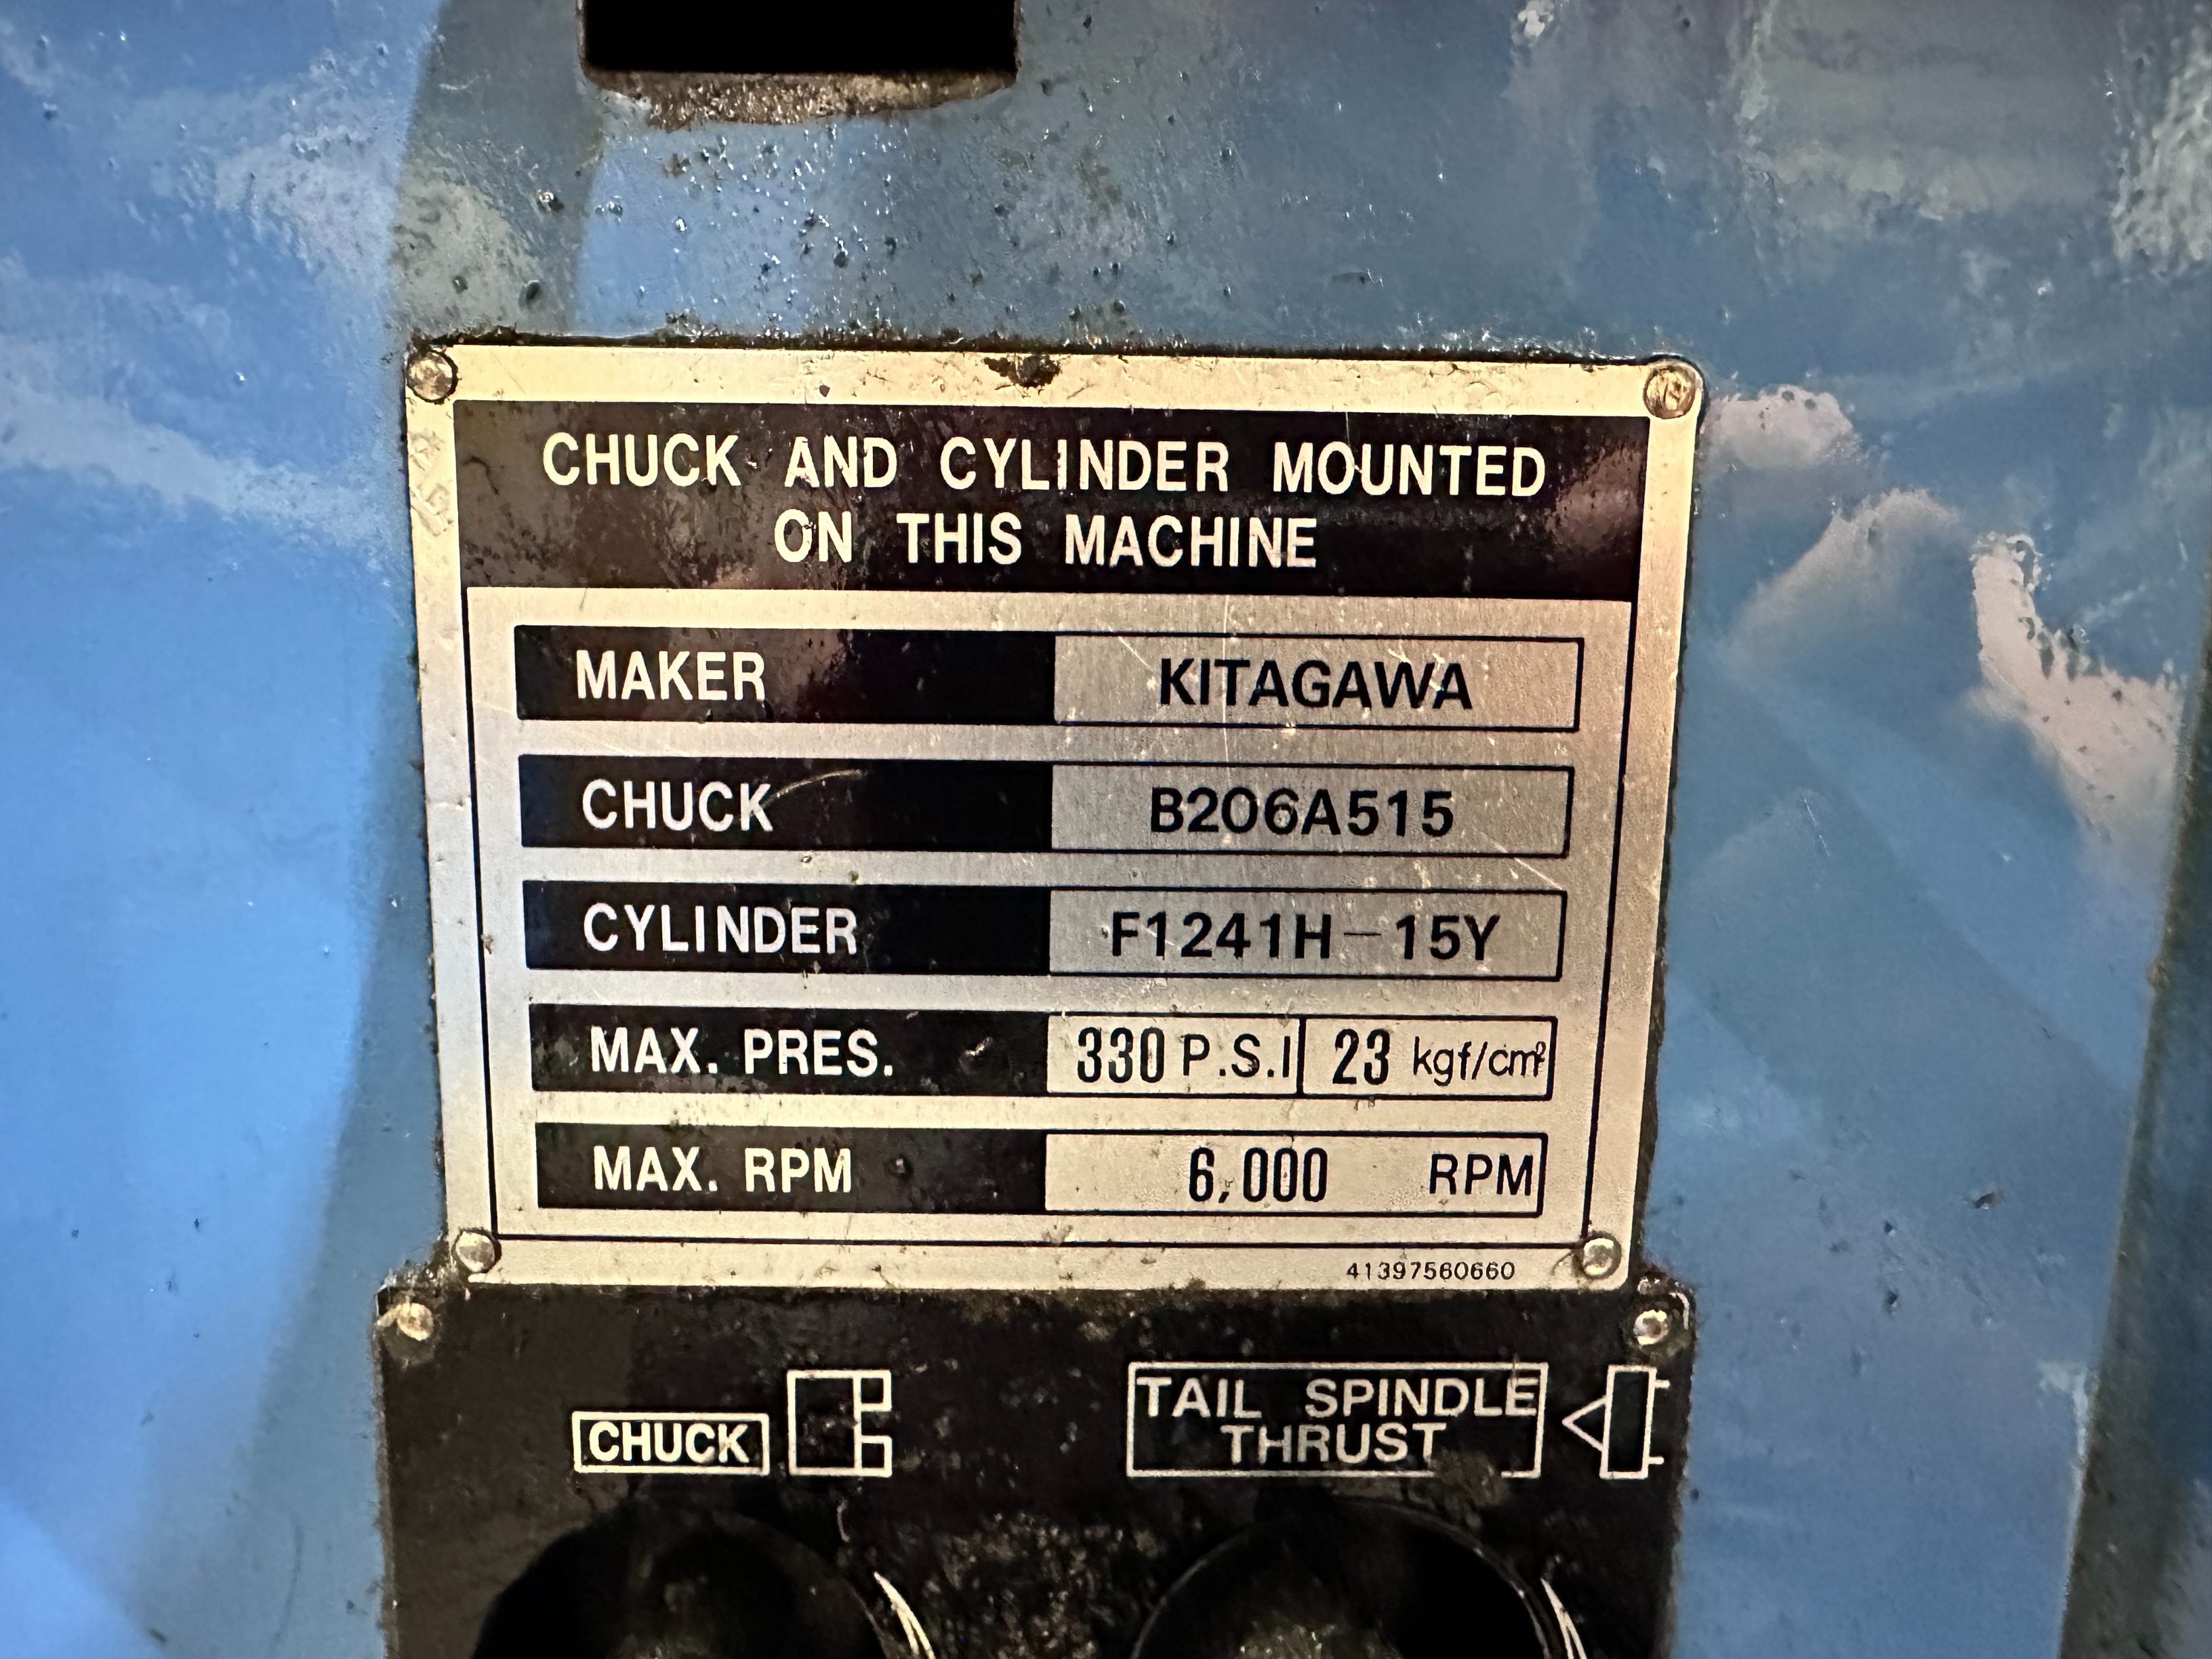 CHUCK AND CYLINDER MOUNTED
ON THIS MACHINE
MAKER KITAGAWA
CHUCK B206A515
CYLINDER F1241H-15Y
MAX. PRES. 330 P.S.I 23 kgf/cm²
MAX. RPM 6,000 RPM
41397560660
CHUCK
TAIL SPINDLE
THRUST